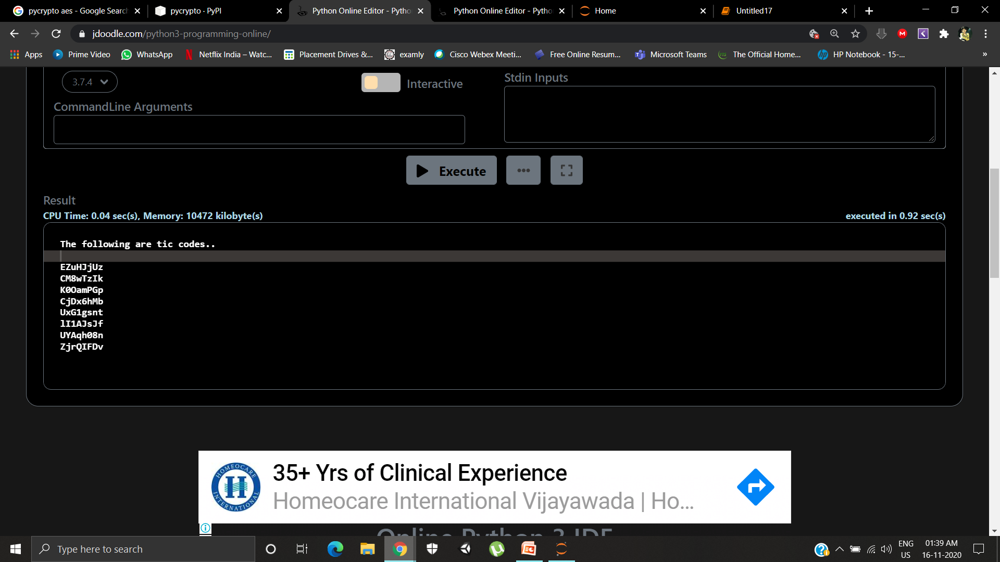 pycrypto aes - Google Search
pycrypto · PyPI
Python Online Editor - Pytho
Python Online Editor - Pytho
Home
Untitled17
jdoodle.com/python3-programming-online/
Apps
Prime Video
WhatsApp
Netflix India – Watc...
Placement Drives &...
examly
Cisco Webex Meeti...
Free Online Resum...
Microsoft Teams
The Official Home...
HP Notebook - 15-...
»
3.7.4
Interactive
Stdin Inputs
CommandLine Arguments
Execute
Result
CPU Time: 0.04 sec(s), Memory: 10472 kilobyte(s)
executed in 0.92 sec(s)
The following are tic codes..
EZuHJjUz
CM8wTzIk
K0OamPGp
CjDx6hMb
UxG1gsnt
lI1AJsJf
UYAqh08n
ZjrQIFDv
HOMEOCARE
H
INTERNATIONAL
35+ Yrs of Clinical Experience
Homeocare International Vijayawada | Ho...
Online Python 3 IDE
Type here to search
ENG
US
01:39 AM
16-11-2020